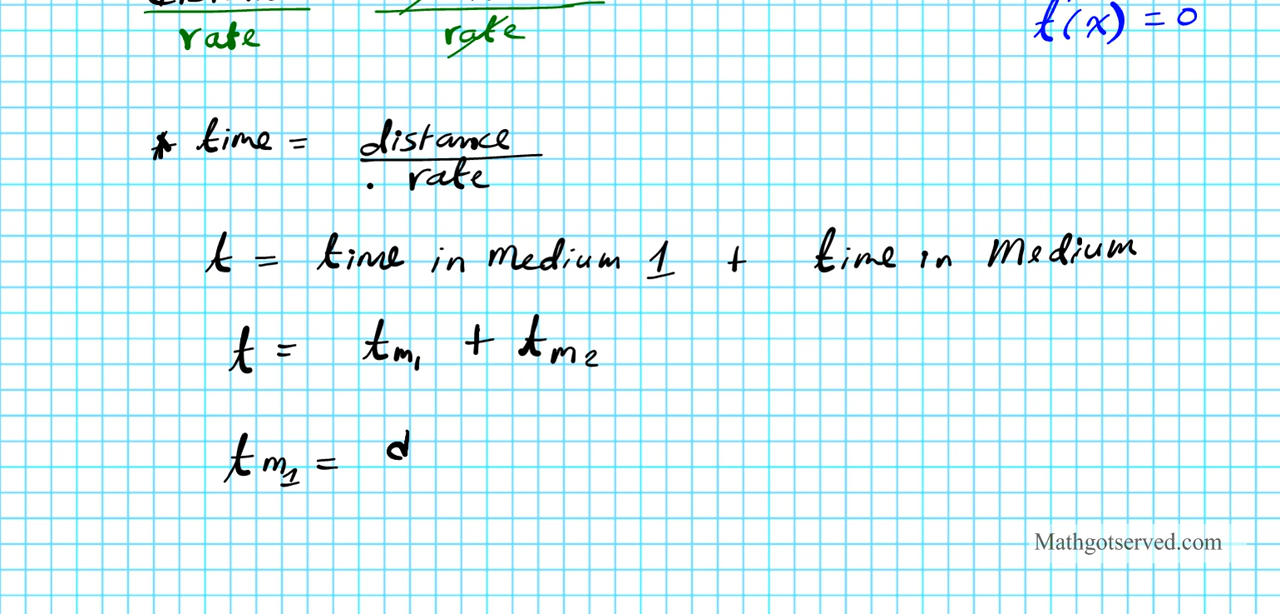 rate rate
t'(x) = 0
* time = distance
rate
t = time in medium 1 + time in Medium
t = tm1 + tm2
tm1 = d
Mathgotserved.com